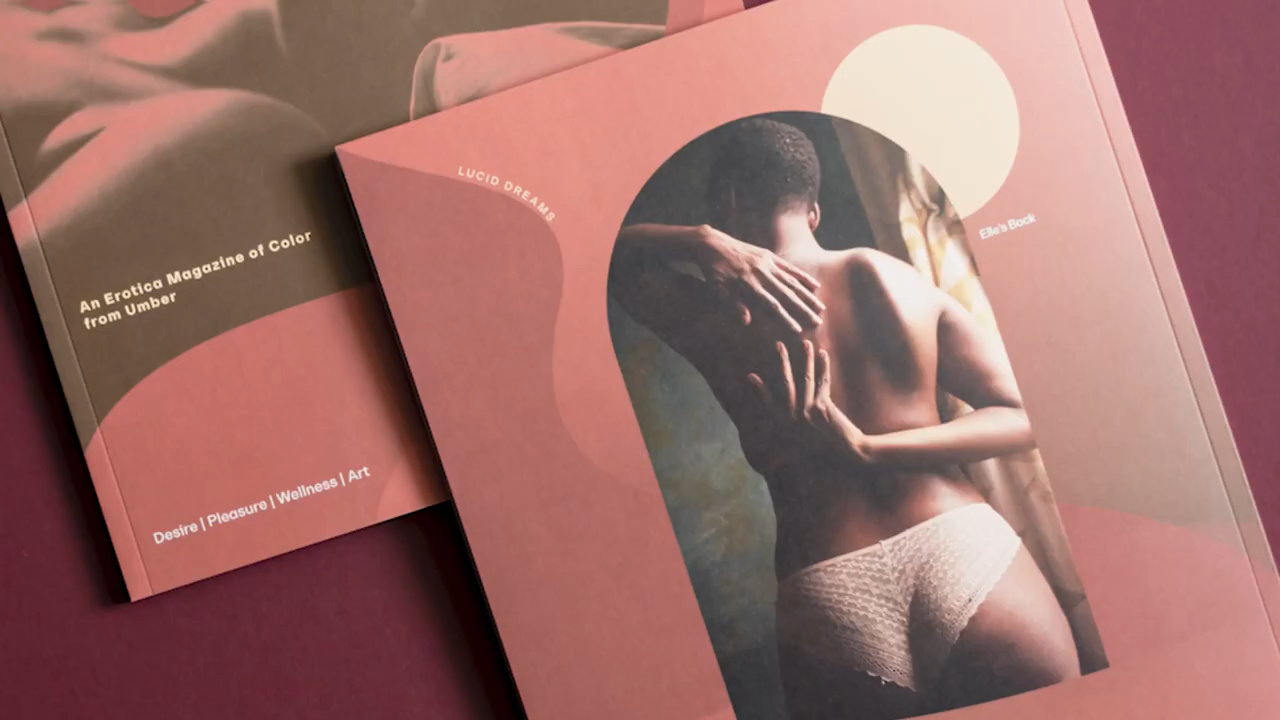 An Erotica Magazine of Color
from Umber
Desire | Pleasure | Wellness | Art
LUCID DREAMS
Elle's Back